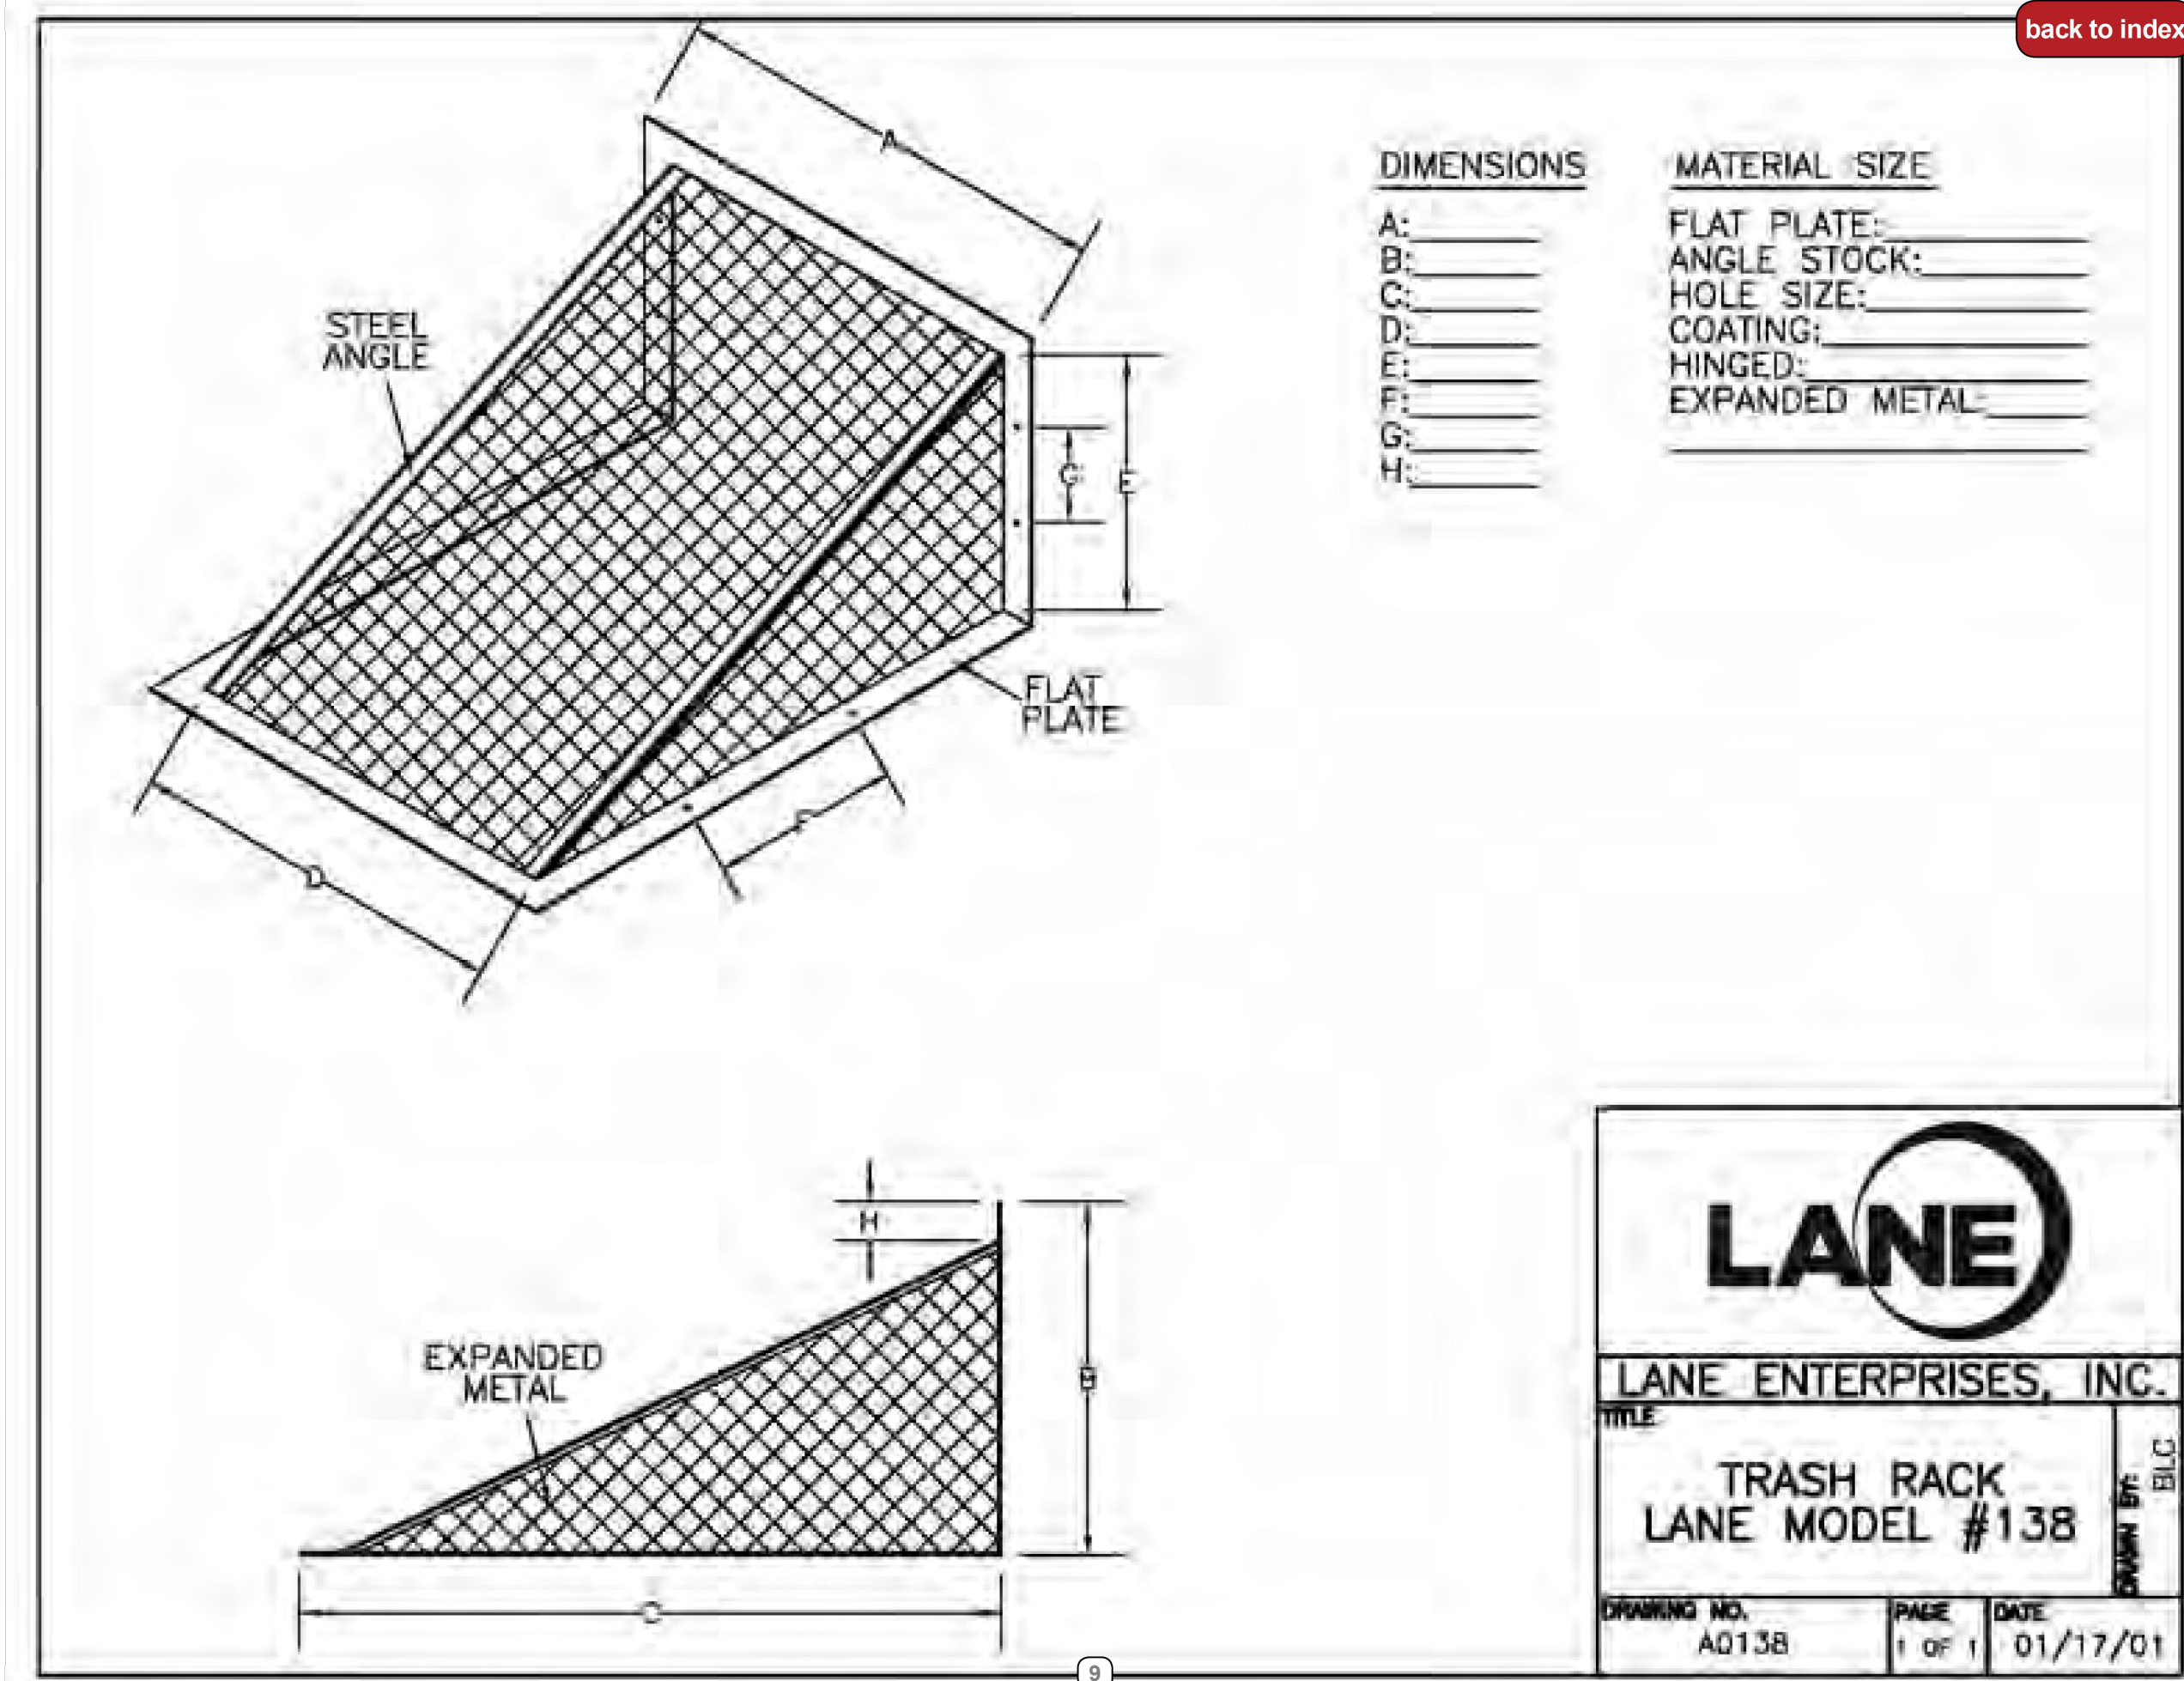 back to index
A
STEEL
ANGLE
G
E
FLAT
PLATE
F
D
DIMENSIONS
A:
B:
C:
D:
E:
F:
G:
H:
MATERIAL SIZE
FLAT PLATE:
ANGLE STOCK:
HOLE SIZE:
COATING:
HINGED:
EXPANDED METAL:
H
B
EXPANDED
METAL
C
LANE
LANE ENTERPRISES, INC.
TITLE
TRASH RACK
LANE MODEL #138
DRAWN BY:
BLC
DRAWING NO.
A0138
PAGE
1 OF 1
DATE
01/17/01
9